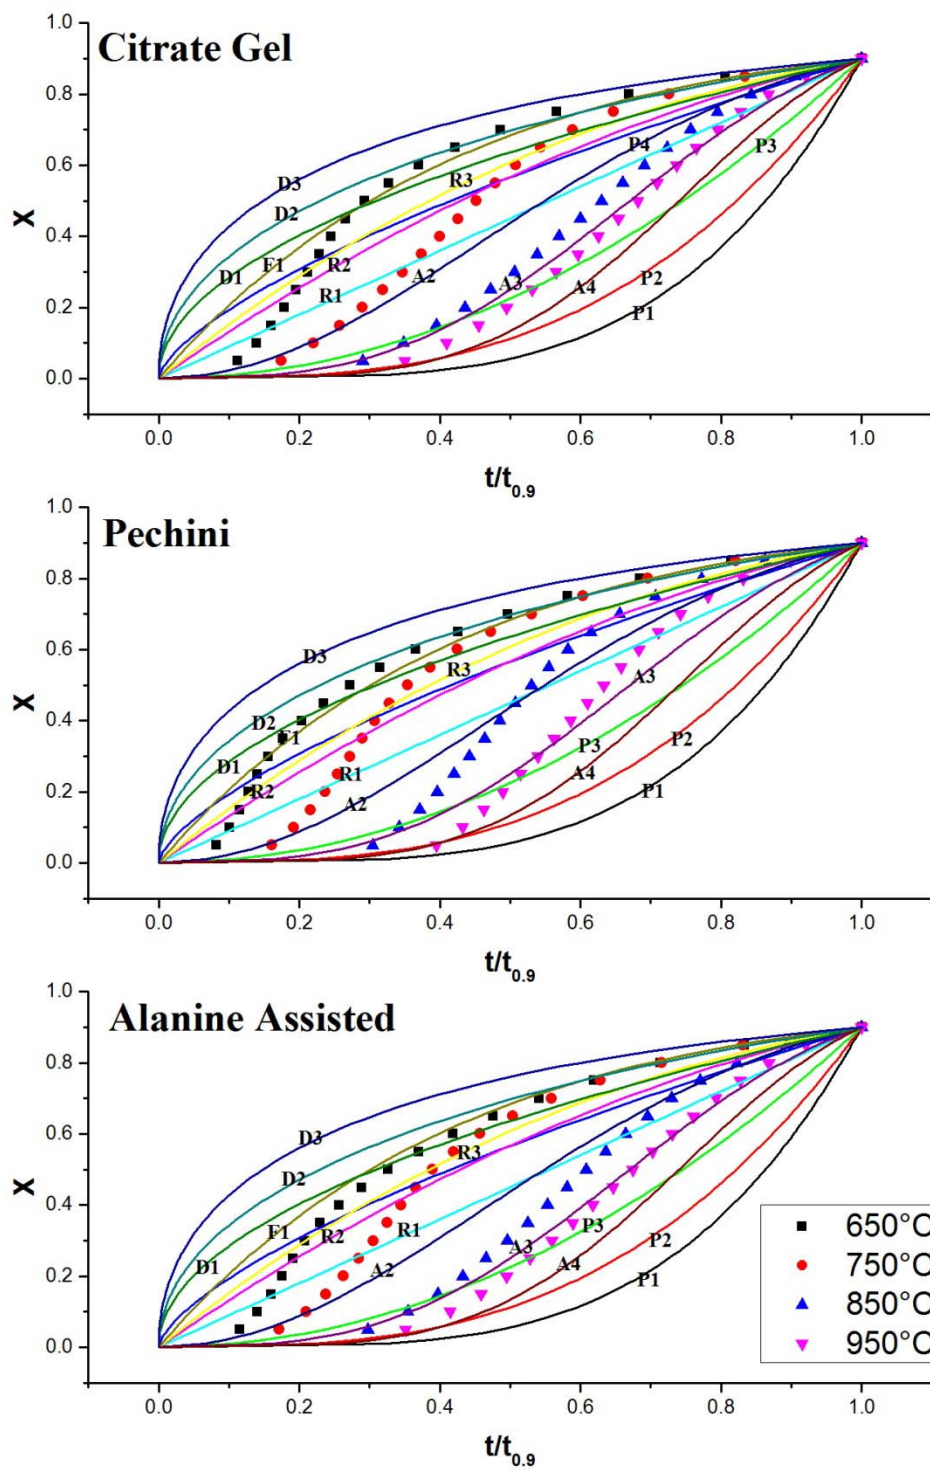 Citrate Gel
1.0
0.8
0.6
0.4
0.2
0.0
X
D3
D2
D1
F1
R3
R2
R1
A2
P4
P3
A3
A4
P2
P1
0.0 0.2 0.4 0.6 0.8 1.0
t/t0.9
Pechini
1.0
0.8
0.6
0.4
0.2
0.0
X
D3
D2
F1
D1
R2
R3
R1
A2
A3
P3
A4
P2
P1
0.0 0.2 0.4 0.6 0.8 1.0
t/t0.9
Alanine Assisted
1.0
0.8
0.6
0.4
0.2
0.0
X
D3
D2
F1
D1
R3
R2
R1
A2
A3
P3
A4
P2
P1
650°C
750°C
850°C
950°C
0.0 0.2 0.4 0.6 0.8 1.0
t/t0.9